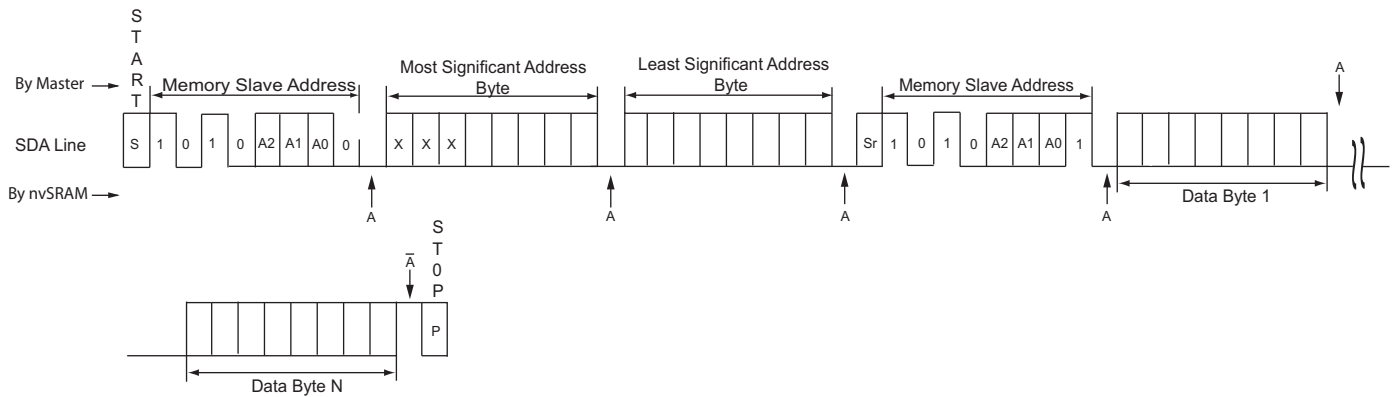 START
By Master
Memory Slave Address
Most Significant Address
Byte
Least Significant Address
Byte
Memory Slave Address
A
SDA Line
S 1 0 1 0 A2 A1 A0 0 X X X Sr 1 0 1 0 A2 A1 A0 1
By nvSRAM
A A A A
Data Byte 1
ST0P
A̅
P
Data Byte N